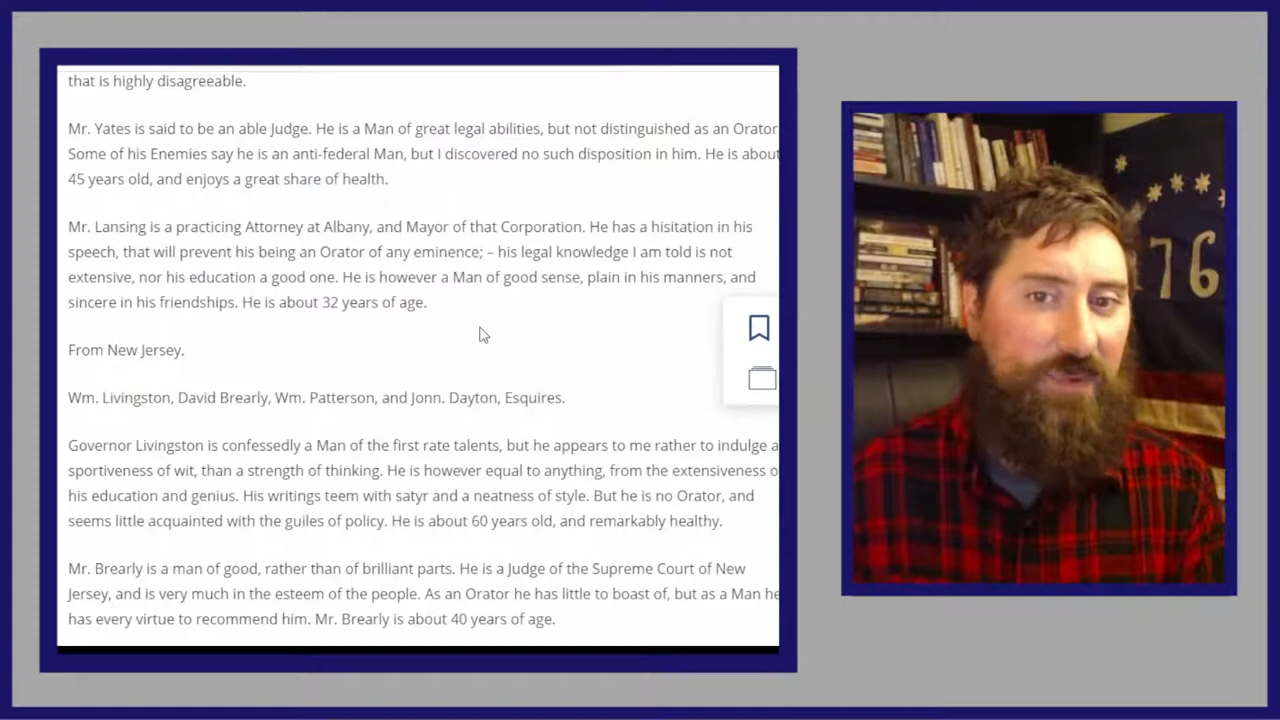 that is highly disagreeable.
Mr. Yates is said to be an able Judge. He is a Man of great legal abilities, but not distinguished as an Orator
Some of his Enemies say he is an anti-federal Man, but I discovered no such disposition in him. He is about
45 years old, and enjoys a great share of health.
Mr. Lansing is a practicing Attorney at Albany, and Mayor of that Corporation. He has a hisitation in his
speech, that will prevent his being an Orator of any eminence; – his legal knowledge I am told is not
extensive, nor his education a good one. He is however a Man of good sense, plain in his manners, and
sincere in his friendships. He is about 32 years of age.
From New Jersey.
Wm. Livingston, David Brearly, Wm. Patterson, and Jonn. Dayton, Esquires.
Governor Livingston is confessedly a Man of the first rate talents, but he appears to me rather to indulge a
sportiveness of wit, than a strength of thinking. He is however equal to anything, from the extensiveness o
his education and genius. His writings teem with satyr and a neatness of style. But he is no Orator, and
seems little acquainted with the guiles of policy. He is about 60 years old, and remarkably healthy.
Mr. Brearly is a man of good, rather than of brilliant parts. He is a Judge of the Supreme Court of New
Jersey, and is very much in the esteem of the people. As an Orator he has little to boast of, but as a Man he
has every virtue to recommend him. Mr. Brearly is about 40 years of age.
76